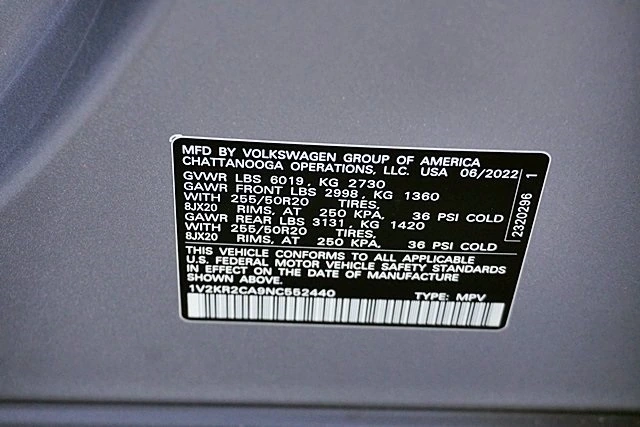 MFD BY VOLKSWAGEN GROUP OF AMERICA
CHATTANOOGA OPERATIONS, LLC. USA 06/2022
GVWR LBS 6019, KG 2730
GAWR FRONT LBS 2998, KG 1360
WITH 255/50R20 TIRES,
8JX20 RIMS, AT 250 KPA, 36 PSI COLD
GAWR REAR LBS 3131, KG 1420
WITH 255/50R20 TIRES,
8JX20 RIMS, AT 250 KPA, 36 PSI COLD
THIS VEHICLE CONFORMS TO ALL APPLICABLE
U.S. FEDERAL MOTOR VEHICLE SAFETY STANDARDS
IN EFFECT ON THE DATE OF MANUFACTURE
SHOWN ABOVE.
1V2KR2CA9NC552440 TYPE: MPV
2320296 1